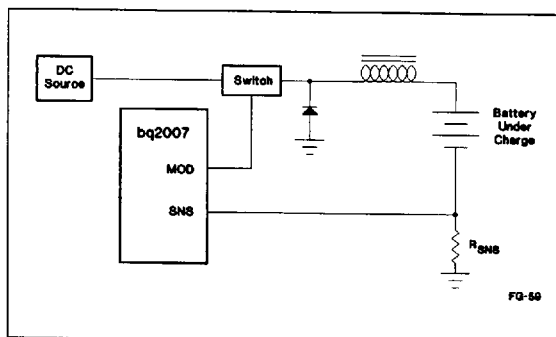 DC
Source
Switch
bq2007
MOD
SNS
Battery
Under
Charge
RSNS
FG-59